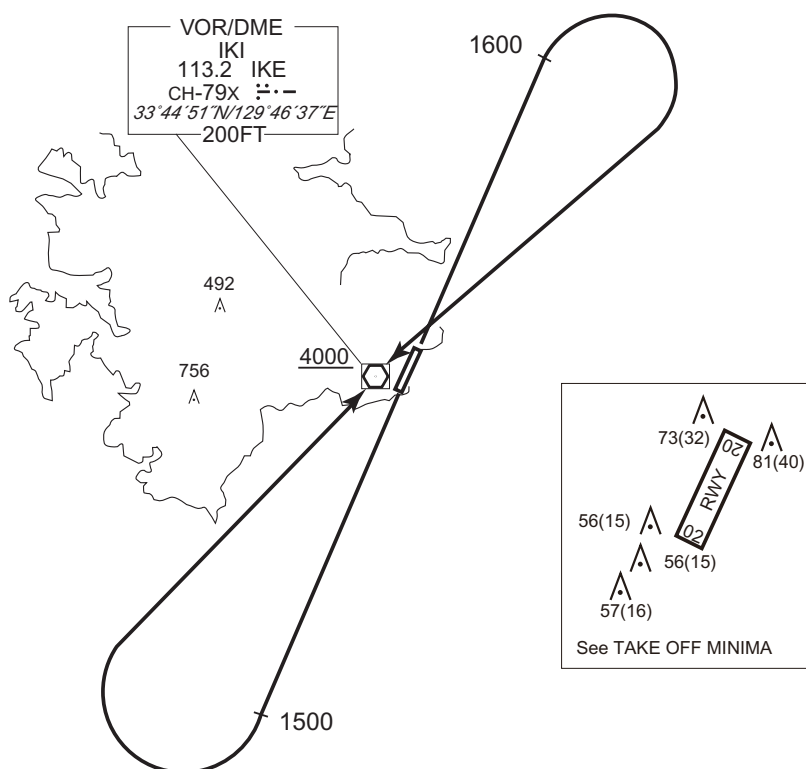 VOR/DME
IKI
113.2 IKE
CH-79X
33°44´51˝N/129°46´37˝E
200FT
1600
492
756
4000
1500
73(32)
81(40)
20
RWY
02
56(15)
56(15)
57(16)
See TAKE OFF MINIMA